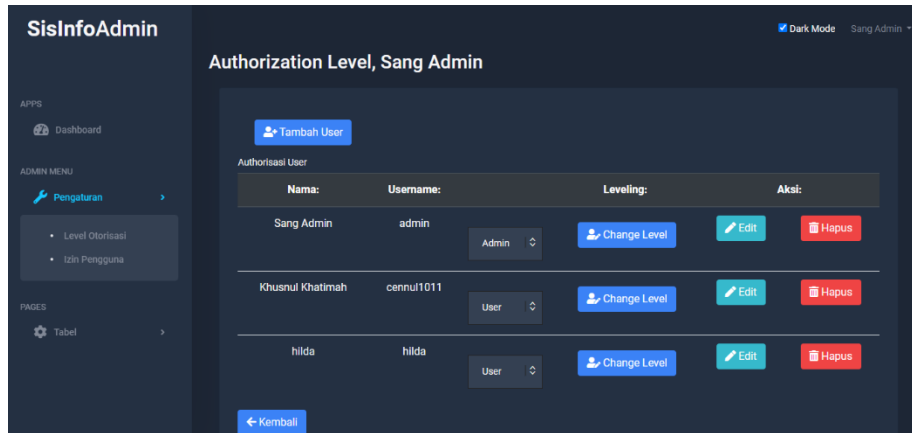 SisInfoAdmin
Dark Mode Sang Admin
Authorization Level, Sang Admin
APPS
Dashboard
ADMIN MENU
Pengaturan
Level Otorisasi
Izin Pengguna
PAGES
Tabel
Tambah User
Authorisasi User
Nama: Username: Leveling: Aksi:
Sang Admin admin Admin Change Level Edit Hapus
Khusnul Khatimah cennul1011 User Change Level Edit Hapus
hilda hilda User Change Level Edit Hapus
Kembali